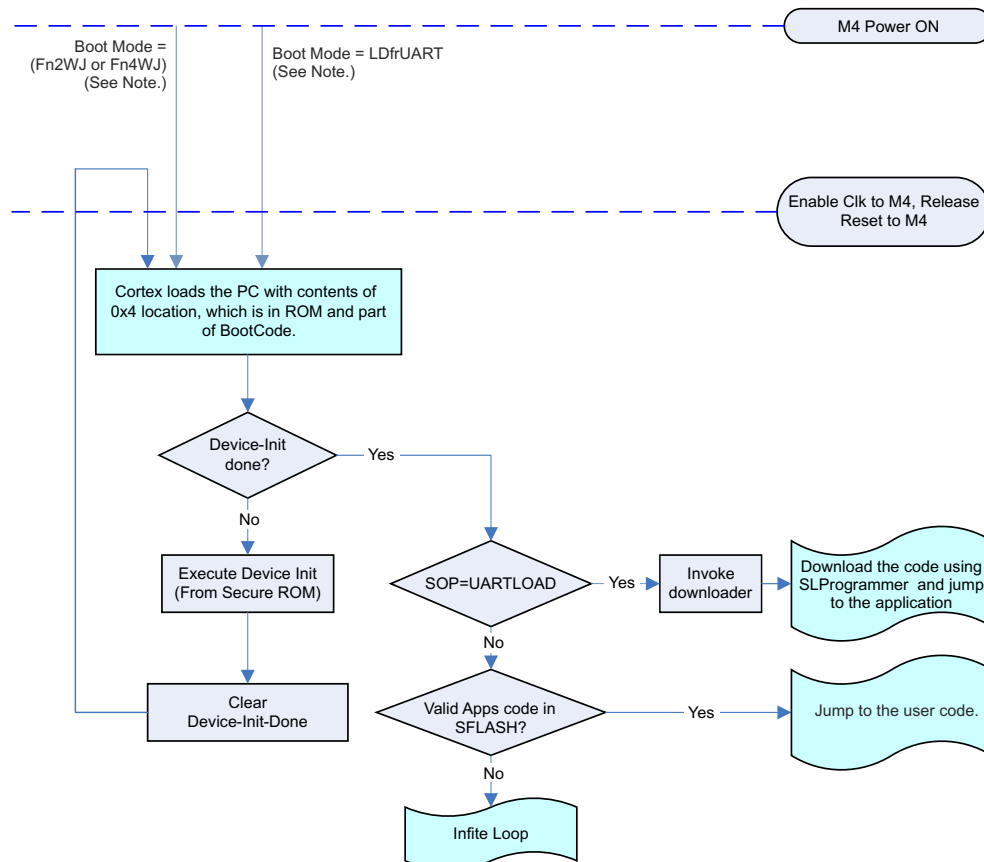 M4 Power ON
Boot Mode =
(Fn2WJ or Fn4WJ)
(See Note.)
Boot Mode = LDfrUART
(See Note.)
Enable Clk to M4, Release
Reset to M4
Cortex loads the PC with contents of
0x4 location, which is in ROM and part
of BootCode.
Device-Init
done?
Yes
No
Execute Device Init
(From Secure ROM)
Clear
Device-Init-Done
SOP=UARTLOAD
Yes
Invoke
downloader
Download the code using
SLProgrammer and jump
to the application
No
Valid Apps code in
SFLASH?
Yes
Jump to the user code.
No
Infite Loop